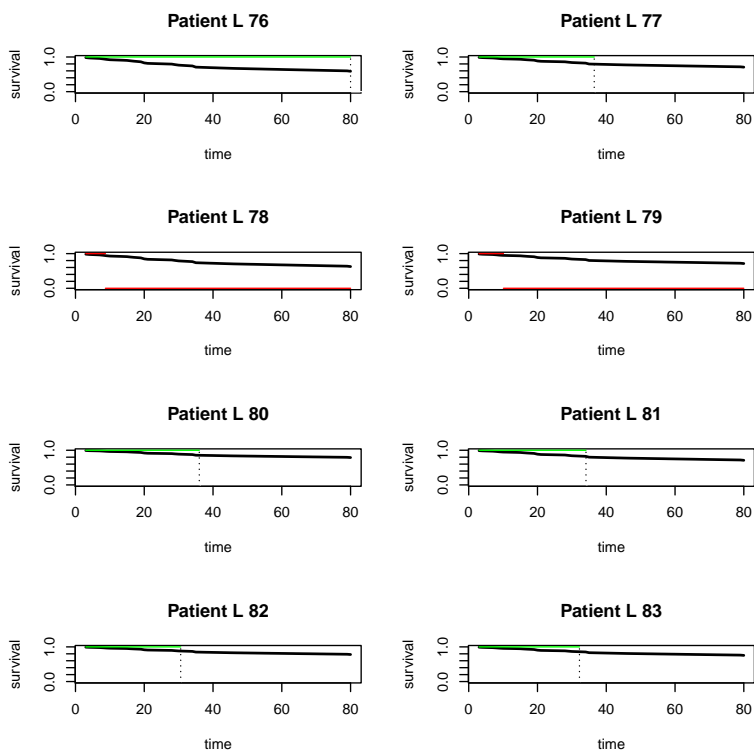 Patient L 76
survival
0.0 1.0
0 20 40 60 80
time
Patient L 77
survival
0.0 1.0
0 20 40 60 80
time
Patient L 78
survival
0.0 1.0
0 20 40 60 80
time
Patient L 79
survival
0.0 1.0
0 20 40 60 80
time
Patient L 80
survival
0.0 1.0
0 20 40 60 80
time
Patient L 81
survival
0.0 1.0
0 20 40 60 80
time
Patient L 82
survival
0.0 1.0
0 20 40 60 80
time
Patient L 83
survival
0.0 1.0
0 20 40 60 80
time